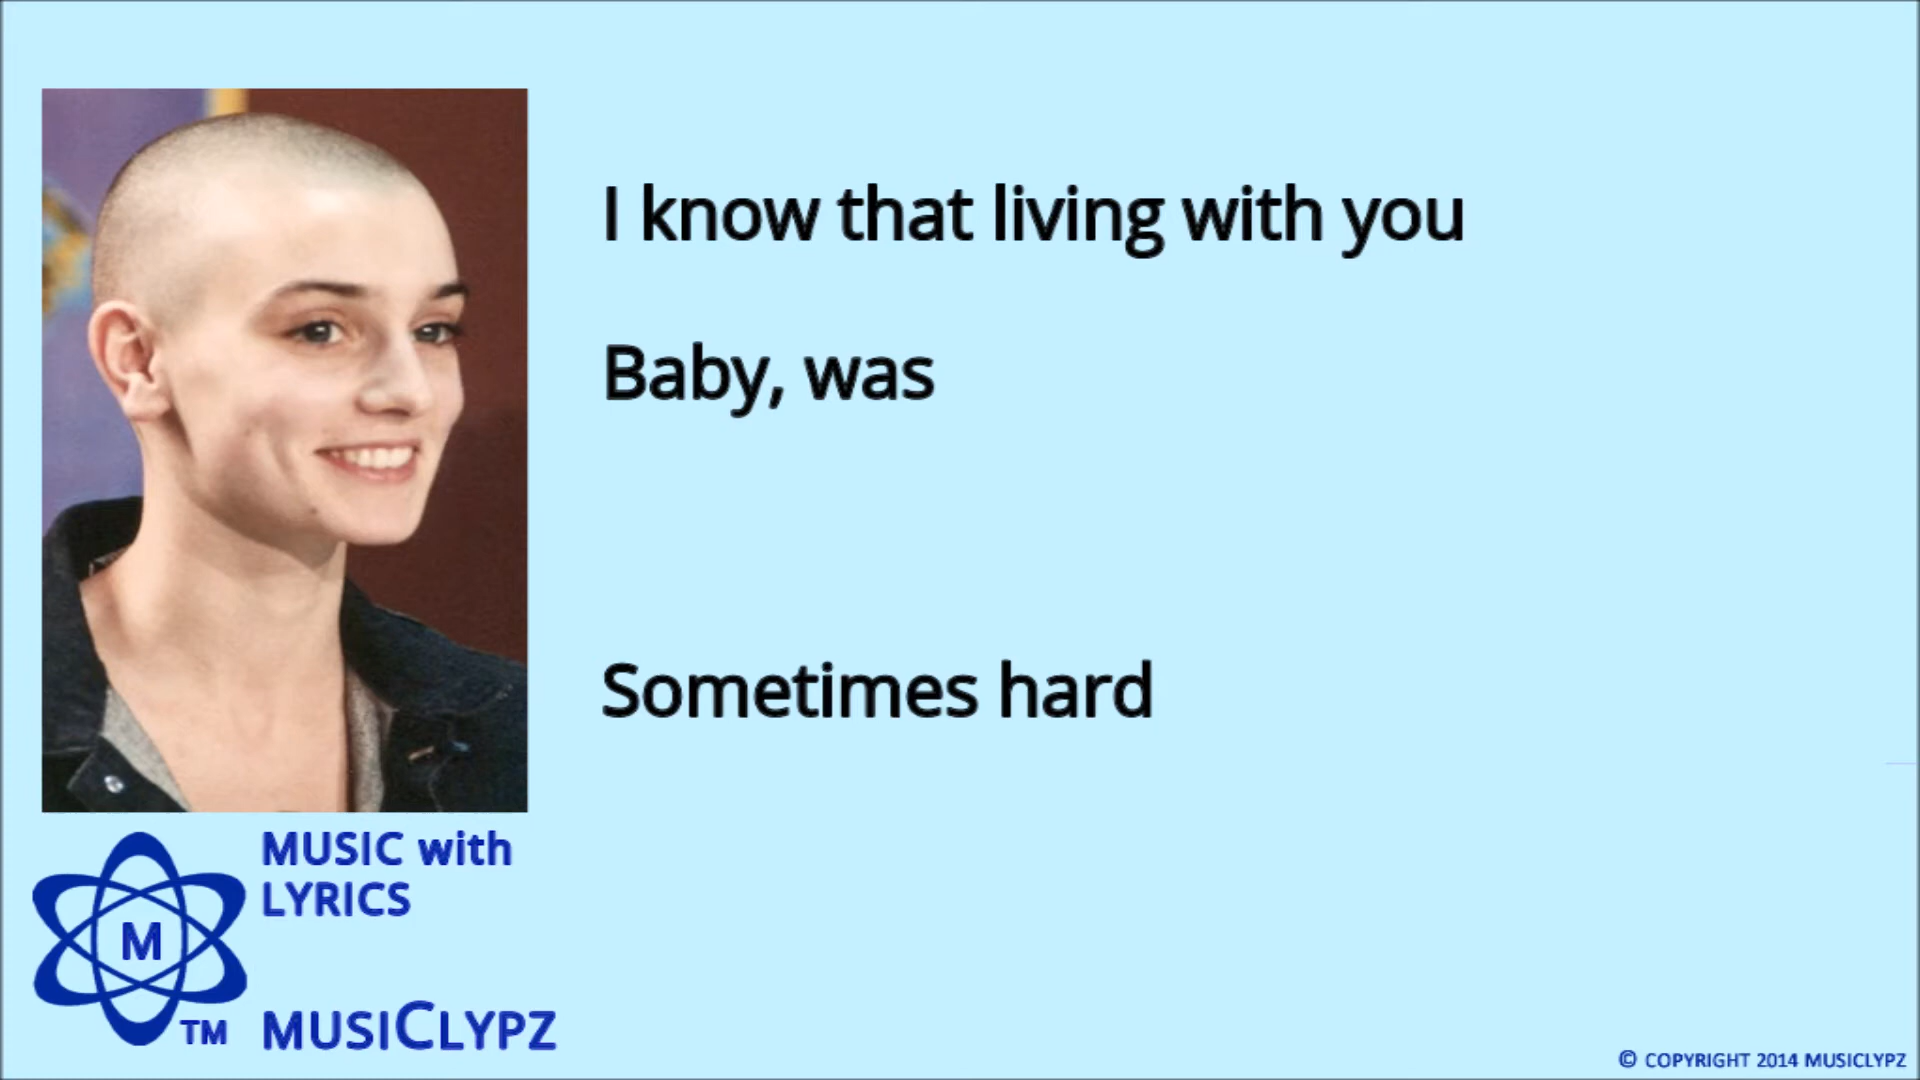 I know that living with you
Baby, was
Sometimes hard
MUSIC with
LYRICS
M
TM
MUSICLYPZ
© COPYRIGHT 2014 MUSICLYPZ